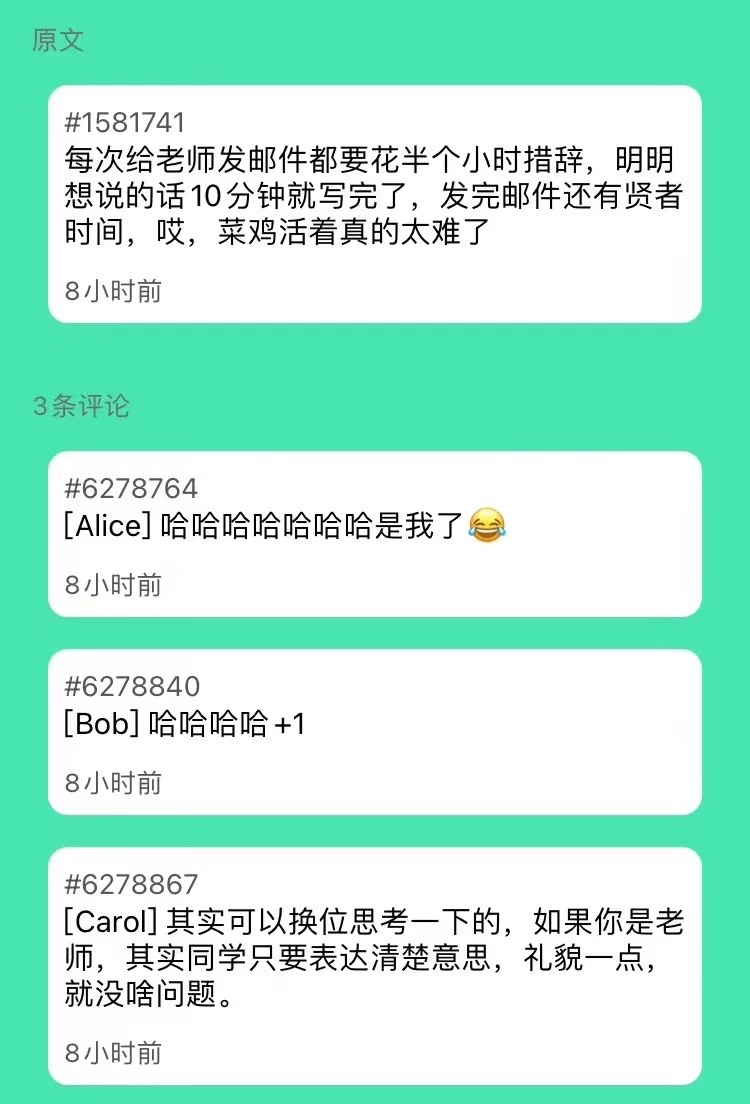 原文
#1581741
每次给老师发邮件都要花半个小时措辞，明明
想说的话10分钟就写完了，发完邮件还有贤者
时间，哎，菜鸡活着真的太难了
8小时前
3条评论
#6278764
[Alice] 哈哈哈哈哈哈哈是我了😂
8小时前
#6278840
[Bob] 哈哈哈哈+1
8小时前
#6278867
[Carol] 其实可以换位思考一下的，如果你是老
师，其实同学只要表达清楚意思，礼貌一点，
就没啥问题。
8小时前